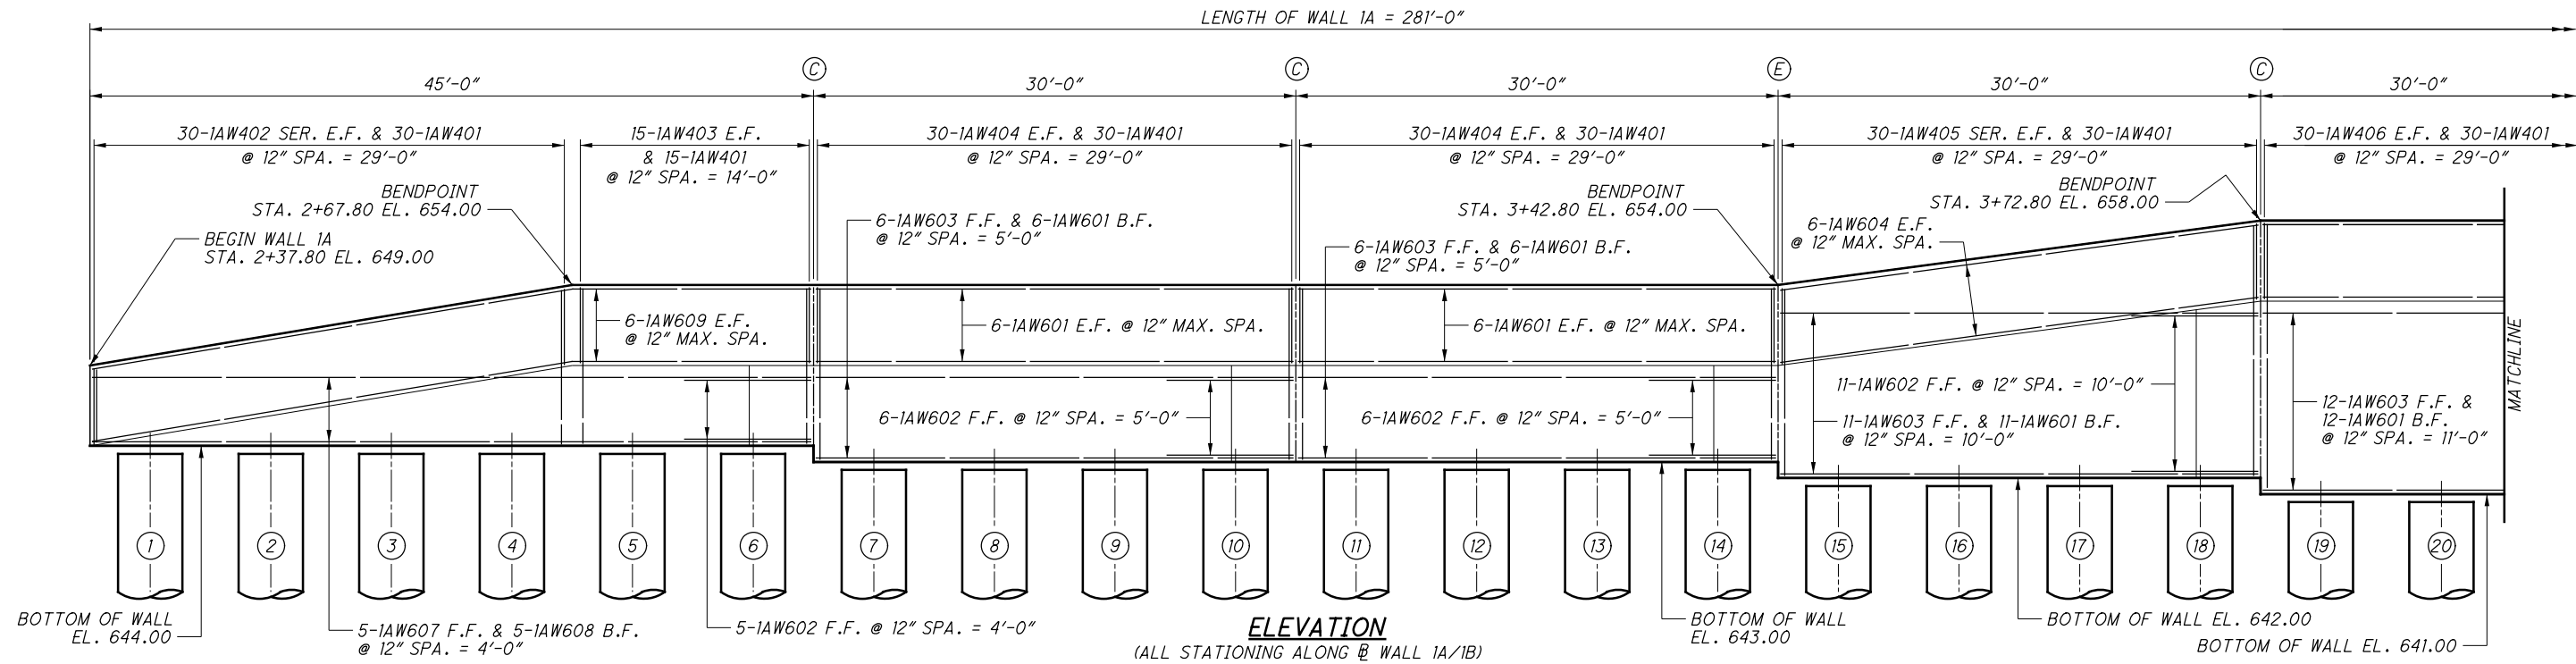 LENGTH OF WALL 1A = 281'-0"
C
C
E
C
45'-0"
30'-0"
30'-0"
30'-0"
30'-0"
30-1AW402 SER. E.F. & 30-1AW401
@ 12" SPA. = 29'-0"
15-1AW403 E.F.
& 15-1AW401
@ 12" SPA. = 14'-0"
30-1AW404 E.F. & 30-1AW401
@ 12" SPA. = 29'-0"
30-1AW404 E.F. & 30-1AW401
@ 12" SPA. = 29'-0"
30-1AW405 SER. E.F. & 30-1AW401
@ 12" SPA. = 29'-0"
30-1AW406 E.F. & 30-1AW401
@ 12" SPA. = 29'-0"
BENDPOINT
STA. 2+67.80 EL. 654.00
BEGIN WALL 1A
STA. 2+37.80 EL. 649.00
6-1AW603 F.F. & 6-1AW601 B.F.
@ 12" SPA. = 5'-0"
BENDPOINT
STA. 3+42.80 EL. 654.00
6-1AW603 F.F. & 6-1AW601 B.F.
@ 12" SPA. = 5'-0"
BENDPOINT
STA. 3+72.80 EL. 658.00
6-1AW604 E.F.
@ 12" MAX. SPA.
6-1AW609 E.F.
@ 12" MAX. SPA.
6-1AW601 E.F. @ 12" MAX. SPA.
6-1AW601 E.F. @ 12" MAX. SPA.
MATCHLINE
6-1AW602 F.F. @ 12" SPA. = 5'-0"
6-1AW602 F.F. @ 12" SPA. = 5'-0"
11-1AW602 F.F. @ 12" SPA. = 10'-0"
11-1AW603 F.F. & 11-1AW601 B.F.
@ 12" SPA. = 10'-0"
12-1AW603 F.F. &
12-1AW601 B.F.
@ 12" SPA. = 11'-0"
1
2
3
4
5
6
7
8
9
10
11
12
13
14
15
16
17
18
19
20
BOTTOM OF WALL
EL. 644.00
5-1AW607 F.F. & 5-1AW608 B.F.
@ 12" SPA. = 4'-0"
5-1AW602 F.F. @ 12" SPA. = 4'-0"
ELEVATION
(ALL STATIONING ALONG ⅊ WALL 1A/1B)
BOTTOM OF WALL
EL. 643.00
BOTTOM OF WALL EL. 642.00
BOTTOM OF WALL EL. 641.00